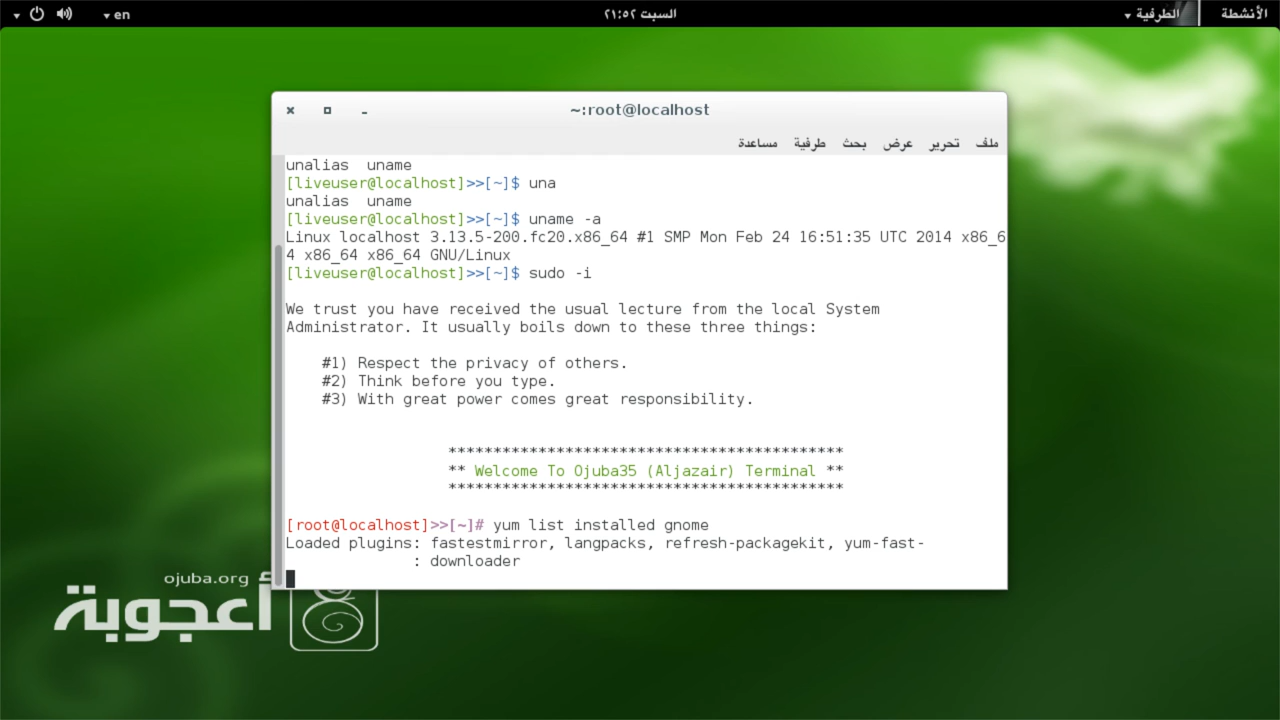 الأنشطة
الطرفية
السبت ٢١:٥٢
en
~:root@localhost
ملف تحرير عرض بحث طرفية مساعدة
unalias  uname
[liveuser@localhost]>>[~]$ una
unalias  uname
[liveuser@localhost]>>[~]$ uname -a
Linux localhost 3.13.5-200.fc20.x86_64 #1 SMP Mon Feb 24 16:51:35 UTC 2014 x86_6
4 x86_64 x86_64 GNU/Linux
[liveuser@localhost]>>[~]$ sudo -i
We trust you have received the usual lecture from the local System
Administrator. It usually boils down to these three things:
#1) Respect the privacy of others.
#2) Think before you type.
#3) With great power comes great responsibility.
********************************************
** Welcome To Ojuba35 (Aljazair) Terminal **
********************************************
[root@localhost]>>[~]# yum list installed gnome
Loaded plugins: fastestmirror, langpacks, refresh-packagekit, yum-fast-
: downloader
ojuba.org
أعجوبة